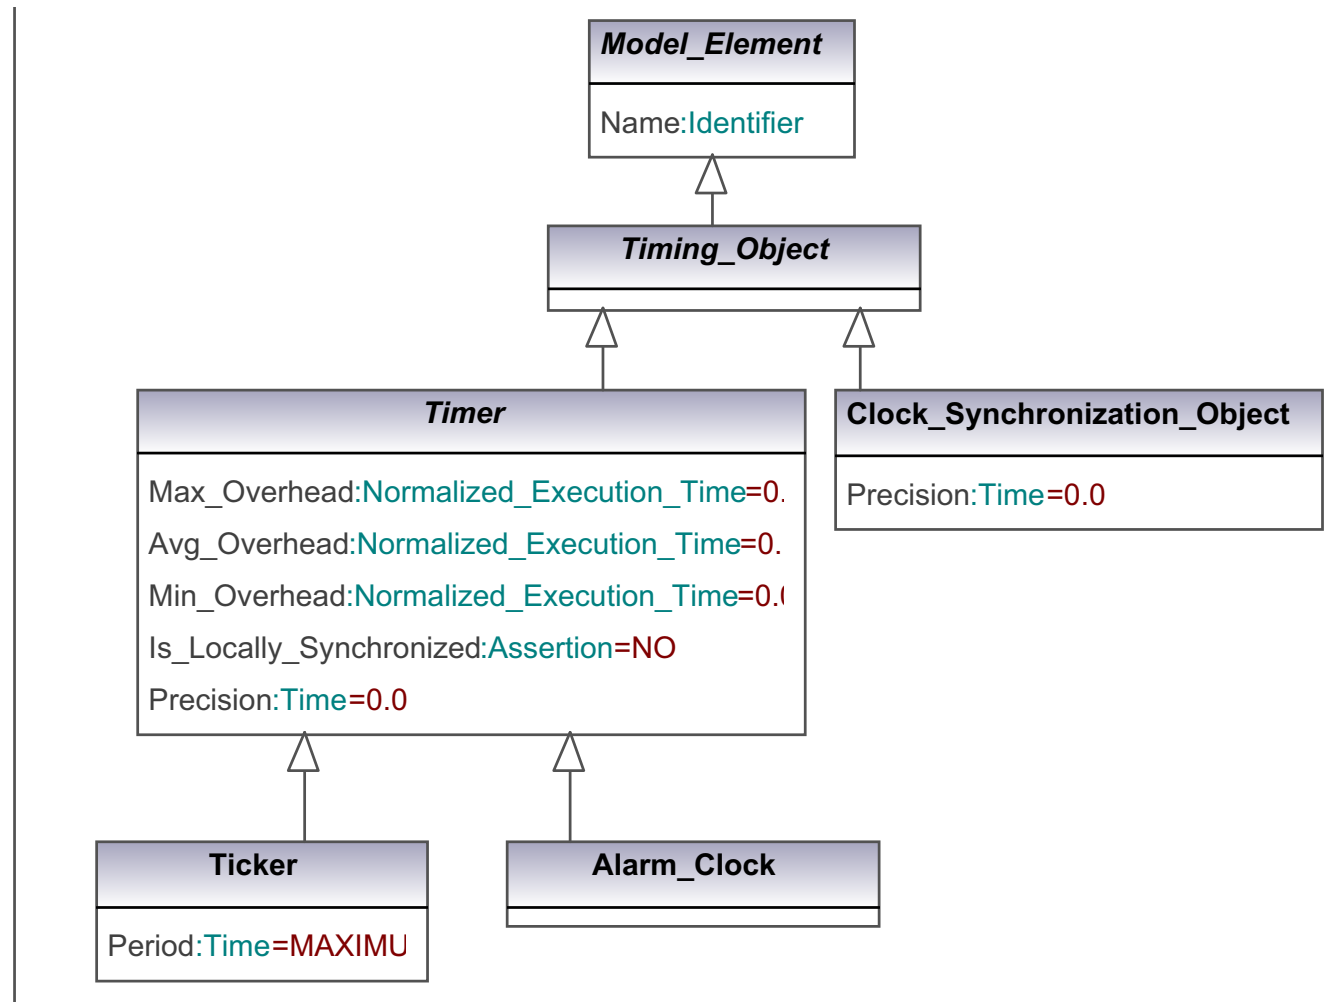 Model_Element
Name:Identifier
Timing_Object
Timer
Max_Overhead:Normalized_Execution_Time=0.
Avg_Overhead:Normalized_Execution_Time=0.
Min_Overhead:Normalized_Execution_Time=0.
Is_Locally_Synchronized:Assertion=NO
Precision:Time=0.0
Clock_Synchronization_Object
Precision:Time=0.0
Ticker
Period:Time=MAXIMU
Alarm_Clock